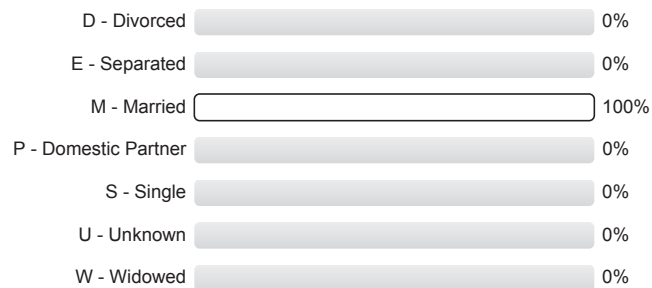 D - Divorced 0%
E - Separated 0%
M - Married 100%
P - Domestic Partner 0%
S - Single 0%
U - Unknown 0%
W - Widowed 0%